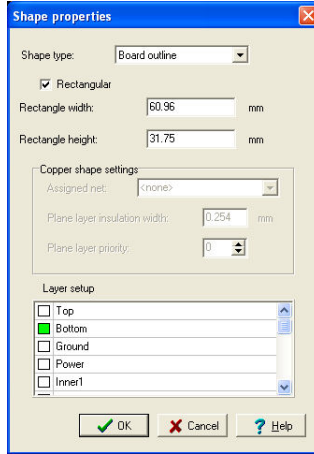 Shape properties
Shape type: Board outline
Rectangular
Rectangle width: 60.96 mm
Rectangle height: 31.75 mm
Copper shape settings
Assigned net: <none>
Plane layer insulation width: 0.254 mm
Plane layer priority: 0
Layer setup
Top
Bottom
Ground
Power
Inner1
OK Cancel Help